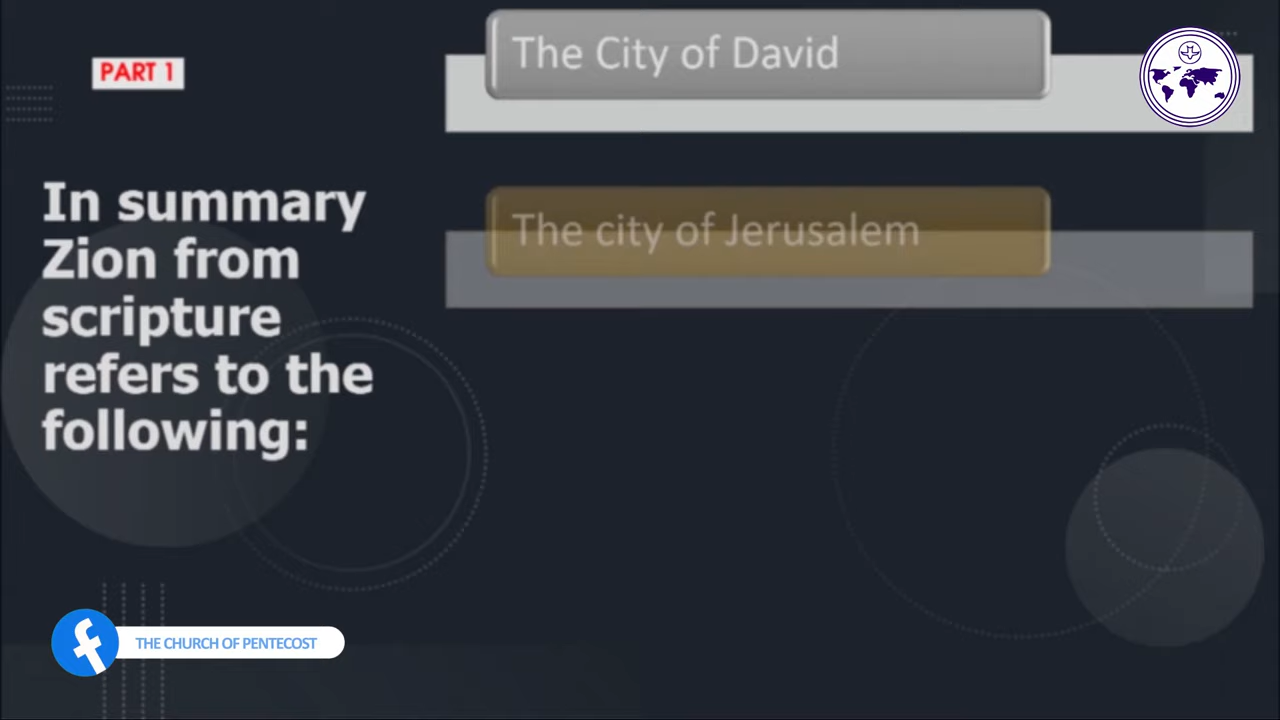 PART 1
In summary
Zion from
scripture
refers to the
following:
The City of David
The city of Jerusalem
THE CHURCH OF PENTECOST